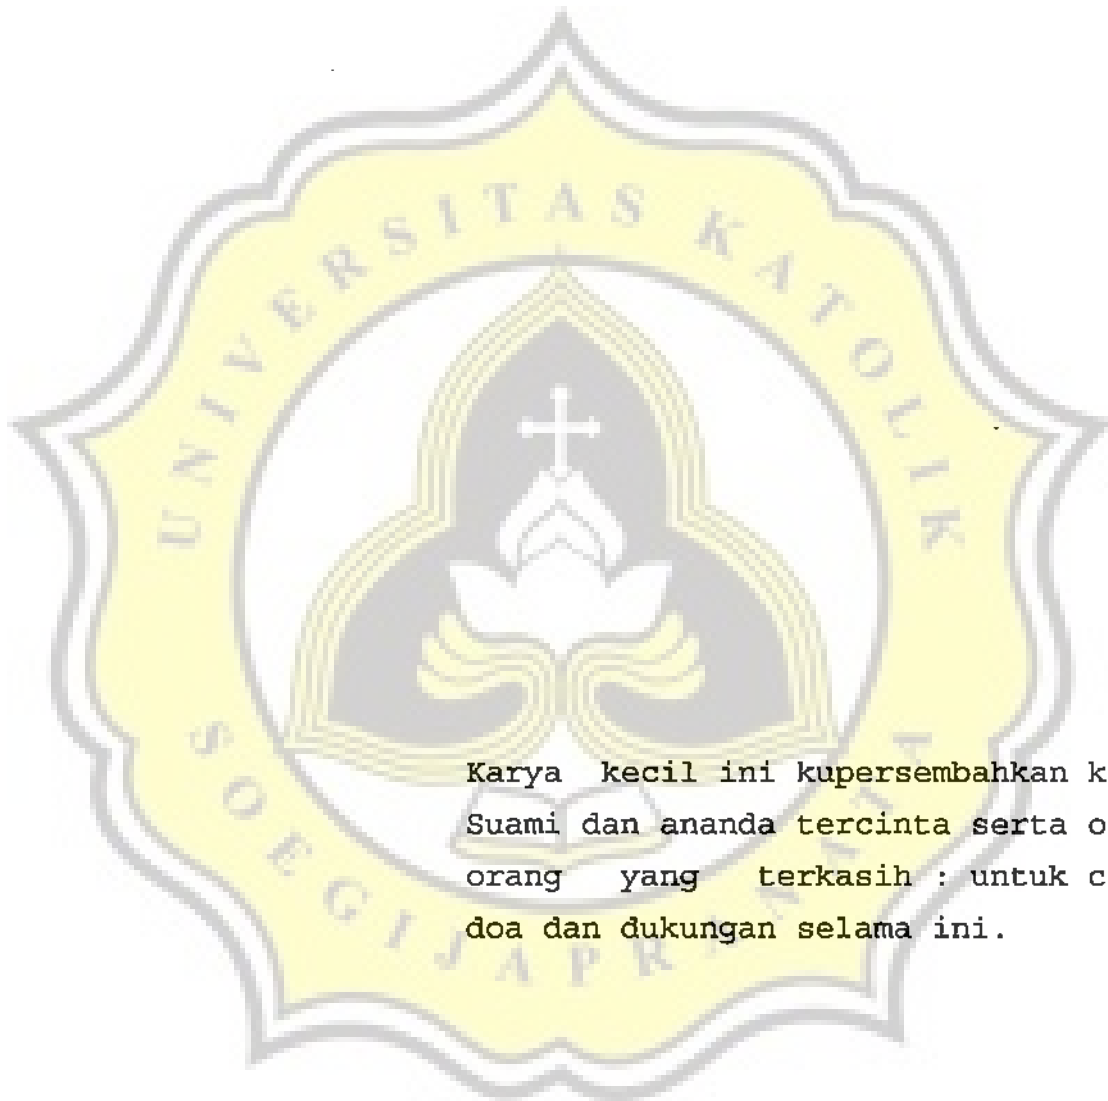 UNIVERSITAS KATOLIK
SOEGIJAPRANATA
Karya kecil ini kupersembahkan k
Suami dan ananda tercinta serta o
orang yang terkasih : untuk c
doa dan dukungan selama ini.